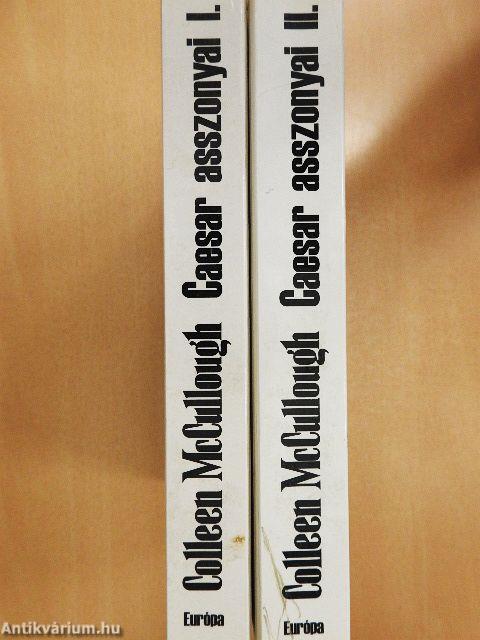 Colleen McCullough Caesar asszonyai I.
Európa
Colleen McCullough Caesar asszonyai II.
Európa
Antikvárium.hu